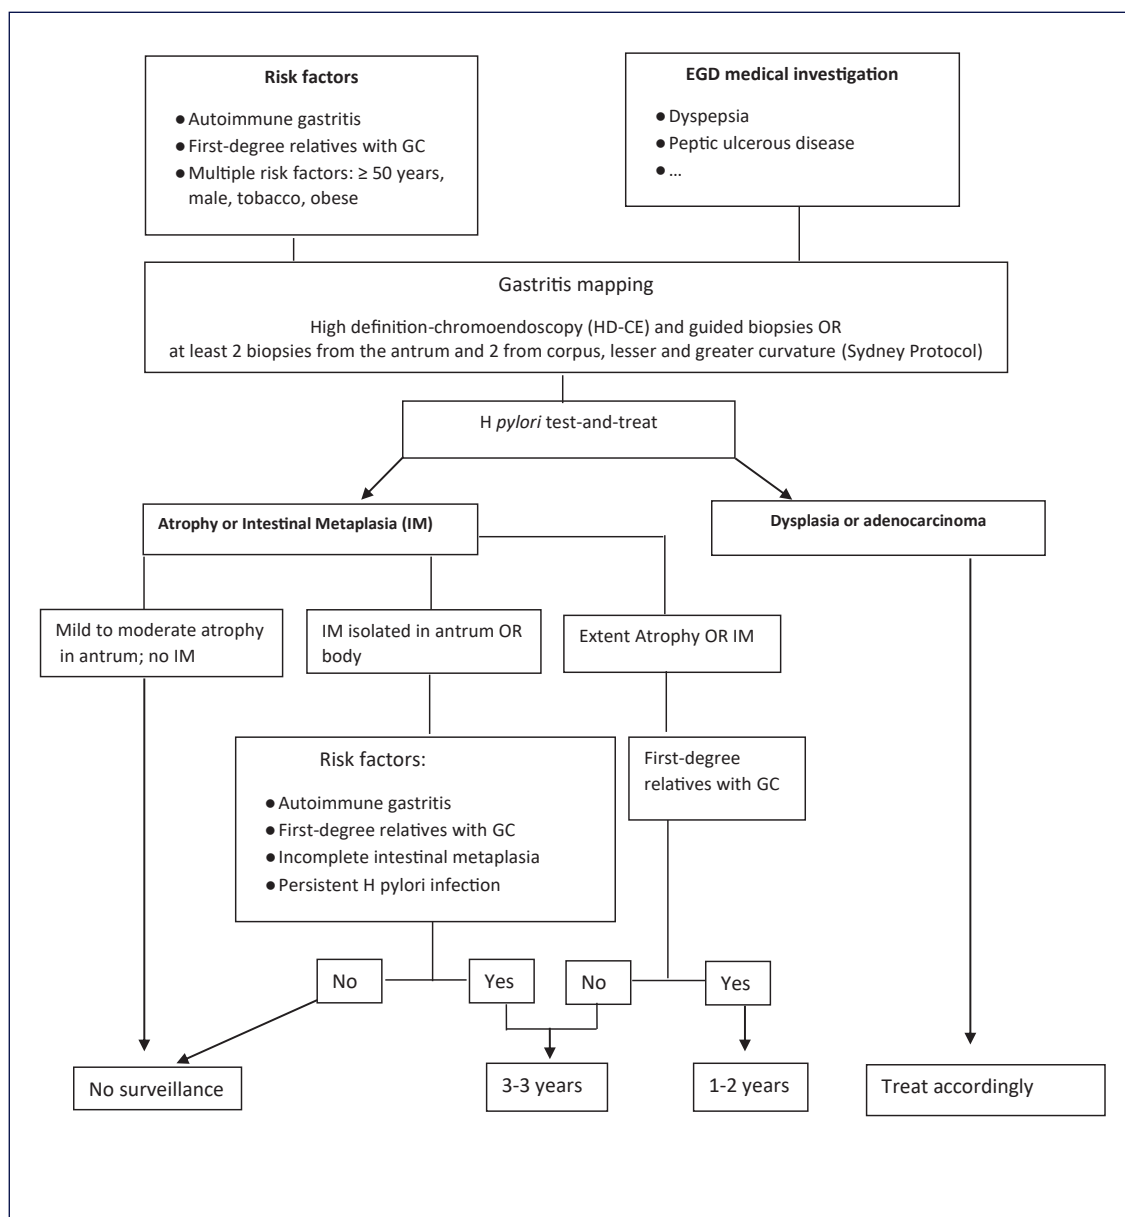 Risk factors
● Autoimmune gastritis
● First-degree relatives with GC
● Multiple risk factors: ≥ 50 years,
male, tobacco, obese
EGD medical investigation
● Dyspepsia
● Peptic ulcerous disease
● ...
Gastritis mapping
High definition-chromoendoscopy (HD-CE) and guided biopsies OR
at least 2 biopsies from the antrum and 2 from corpus, lesser and greater curvature (Sydney Protocol)
H pylori test-and-treat
Atrophy or Intestinal Metaplasia (IM)
Dysplasia or adenocarcinoma
Mild to moderate atrophy
in antrum; no IM
IM isolated in antrum OR
body
Extent Atrophy OR IM
Risk factors:
● Autoimmune gastritis
● First-degree relatives with GC
● Incomplete intestinal metaplasia
● Persistent H pylori infection
First-degree
relatives with GC
No
Yes
No
Yes
No surveillance
3-3 years
1-2 years
Treat accordingly